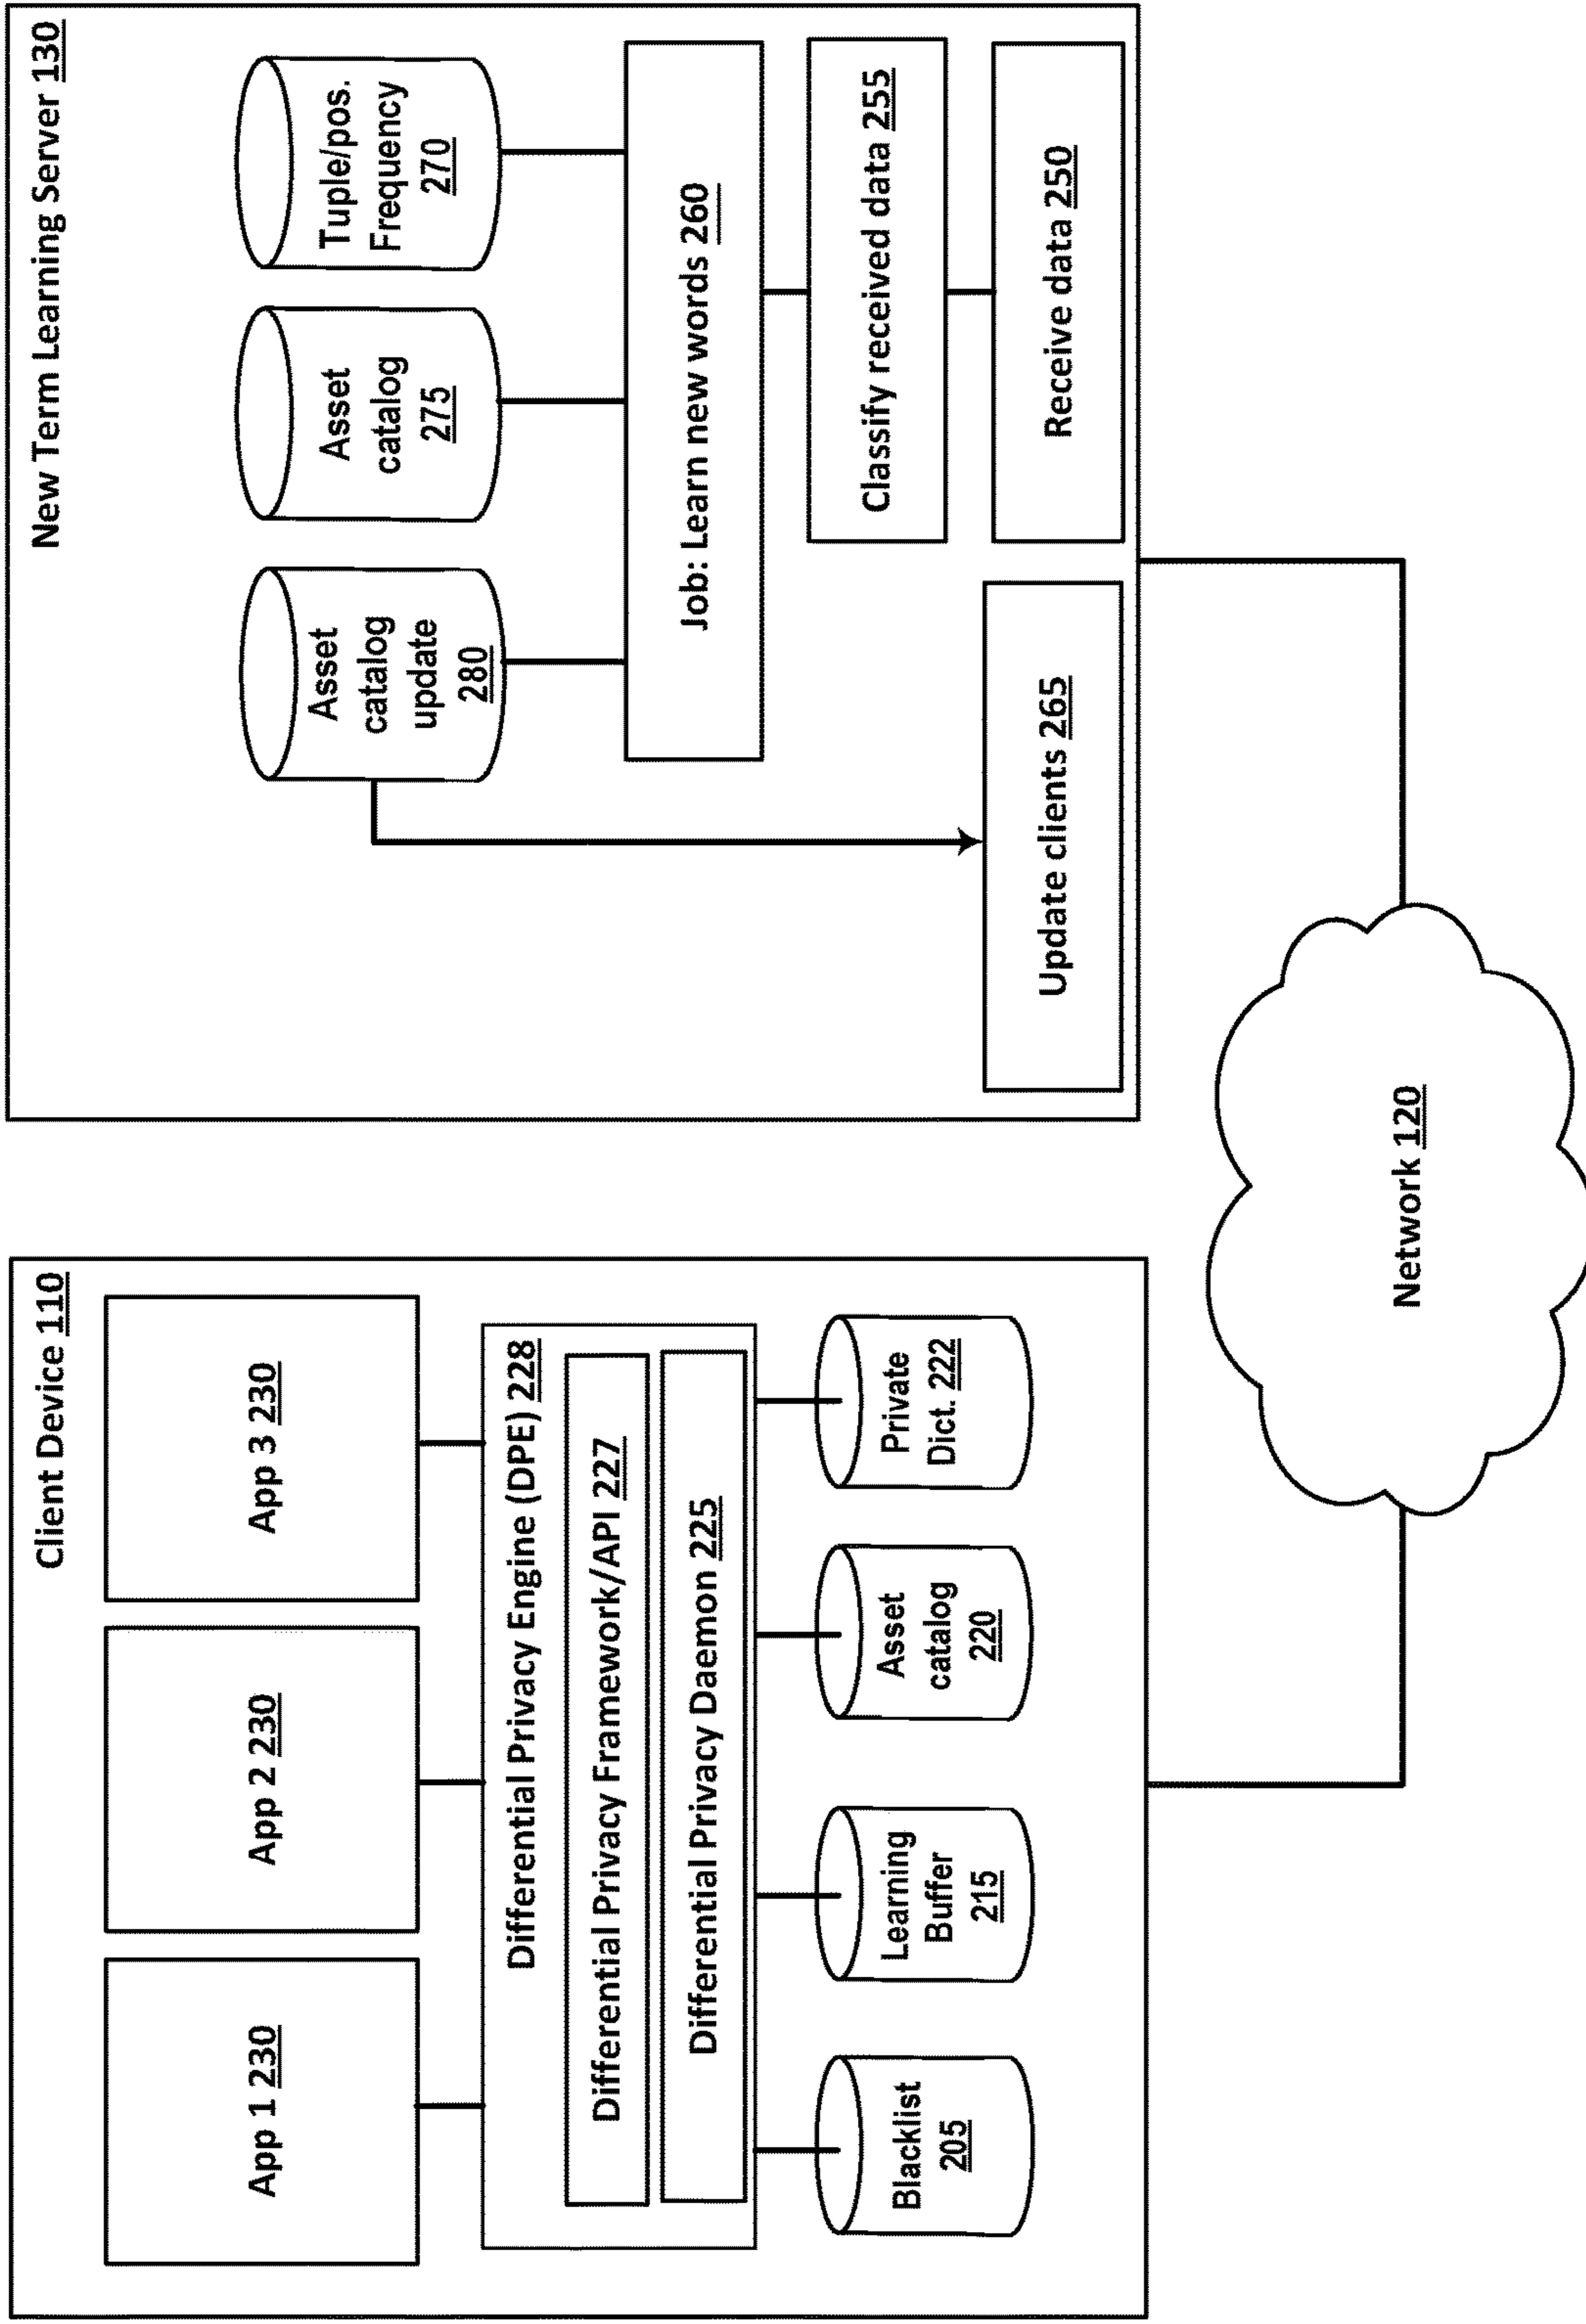 Client Device 110
App 1 230
App 2 230
App 3 230
Differential Privacy Engine (DPE) 228
Differential Privacy Framework/API 227
Differential Privacy Daemon 225
Blacklist
205
Learning
Buffer
215
Asset
catalog
220
Private
Dict. 222
New Term Learning Server 130
Asset
catalog
update
280
Asset
catalog
275
Tuple/pos.
Frequency
270
Job: Learn new words 260
Classify received data 255
Update clients 265
Receive data 250
Network 120